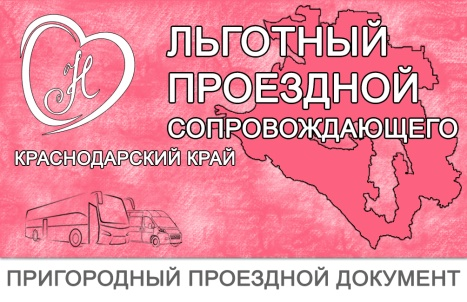 Н
ЛЬГОТНЫЙ
ПРОЕЗДНОЙ
СОПРОВОЖДАЮЩЕГО
КРАСНОДАРСКИЙ КРАЙ
ПРИГОРОДНЫЙ ПРОЕЗДНОЙ ДОКУМЕНТ